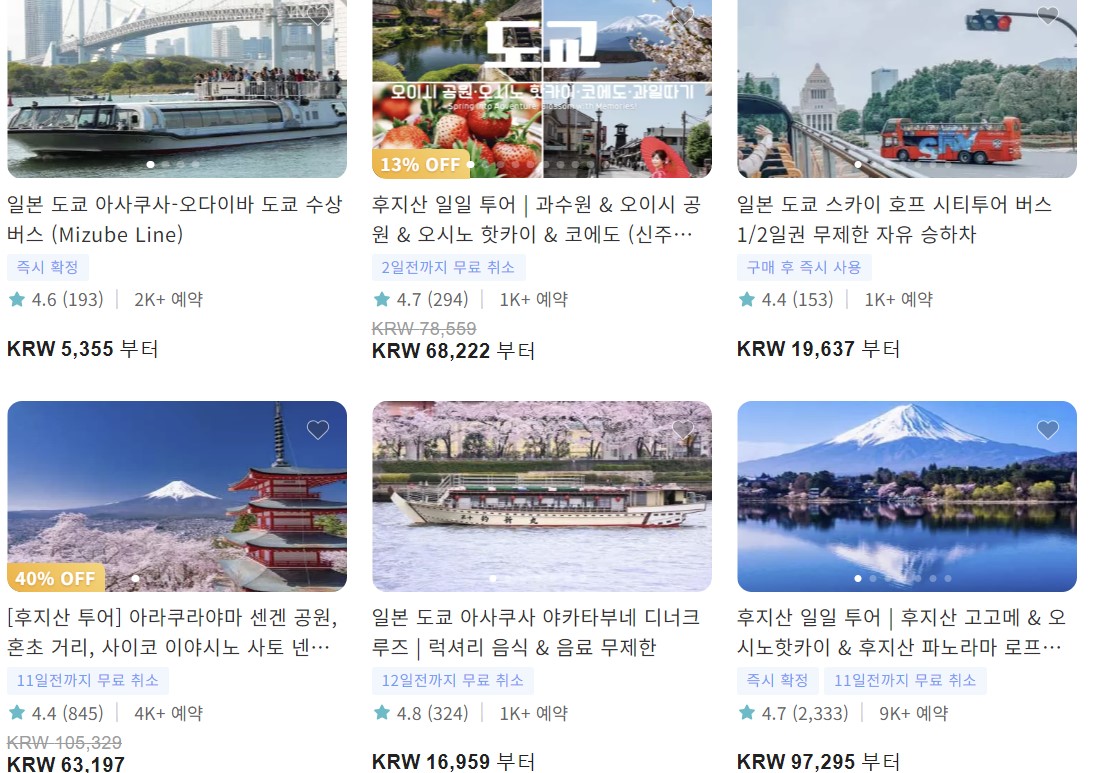 도쿄
오이시 공원·오시노 핫카이·코에도·과일따기
Spring into Adventure, Blossom with Memories!
13% OFF
일본 도쿄 아사쿠사-오다이바 도쿄 수상
버스 (Mizube Line)
즉시 확정
4.6 (193) | 2K+ 예약
KRW 5,355 부터
후지산 일일 투어 | 과수원 & 오이시 공
원 & 오시노 핫카이 & 코에도 (신주…
2일전까지 무료 취소
4.7 (294) | 1K+ 예약
KRW 78,559
KRW 68,222 부터
일본 도쿄 스카이 호프 시티투어 버스
1/2일권 무제한 자유 승하차
구매 후 즉시 사용
4.4 (153) | 1K+ 예약
KRW 19,637 부터
40% OFF
[후지산 투어] 아라쿠라야마 센겐 공원,
혼초 거리, 사이코 이야시노 사토 넨…
11일전까지 무료 취소
4.4 (845) | 4K+ 예약
KRW 105,329
KRW 63,197
일본 도쿄 아사쿠사 야카타부네 디너크
루즈 | 럭셔리 음식 & 음료 무제한
12일전까지 무료 취소
4.8 (324) | 1K+ 예약
KRW 16,959 부터
후지산 일일 투어 | 후지산 고고메 & 오
시노핫카이 & 후지산 파노라마 로프…
즉시 확정 11일전까지 무료 취소
4.7 (2,333) | 9K+ 예약
KRW 97,295 부터